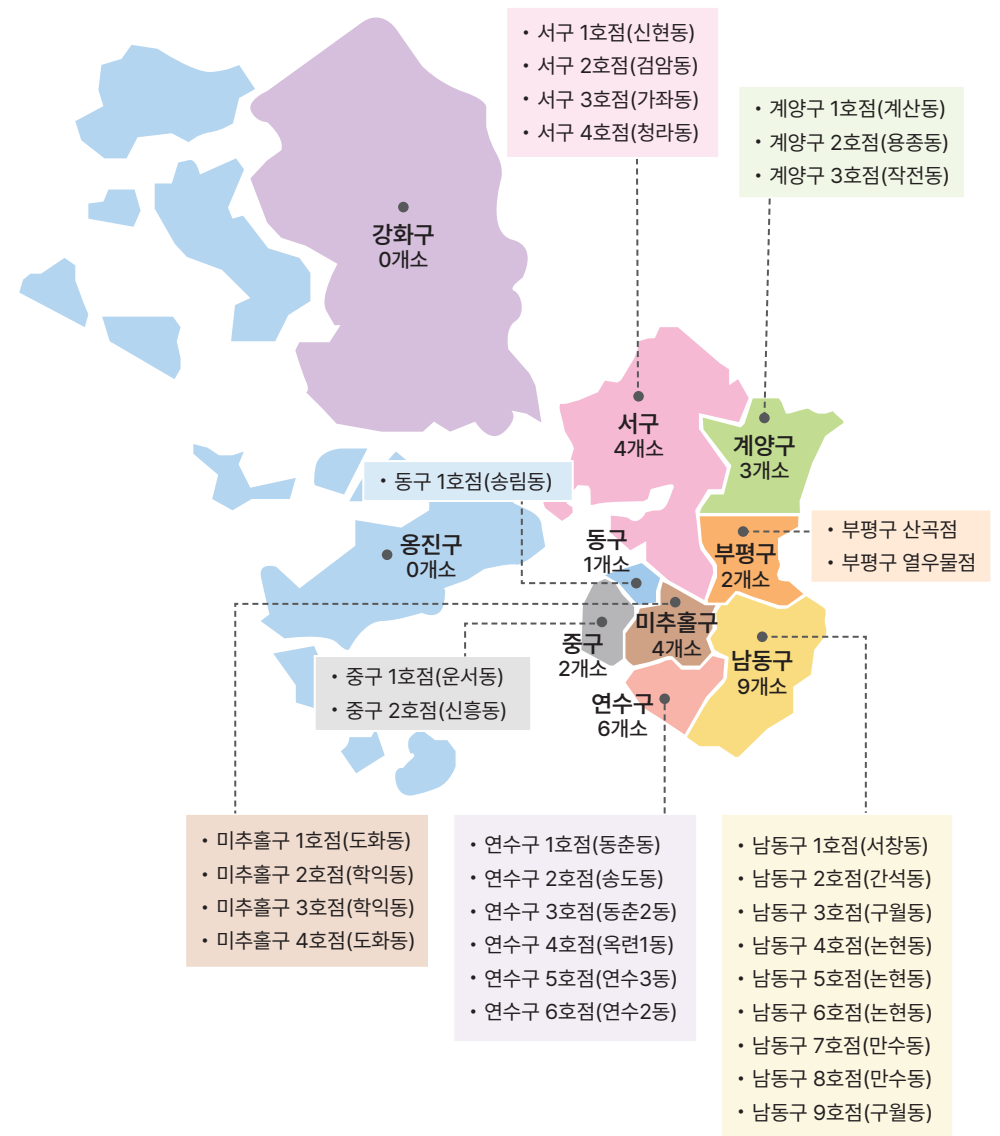 • 서구 1호점(신현동)
• 서구 2호점(검암동)
• 서구 3호점(가좌동)
• 서구 4호점(청라동)
• 계양구 1호점(계산동)
• 계양구 2호점(용종동)
• 계양구 3호점(작전동)
강화구
0개소
서구
4개소
계양구
3개소
• 동구 1호점(송림동)
옹진구
0개소
동구
1개소
부평구
2개소
• 부평구 산곡점
• 부평구 열우물점
미추홀구
4개소
중구
2개소
남동구
9개소
연수구
6개소
• 중구 1호점(운서동)
• 중구 2호점(신흥동)
• 미추홀구 1호점(도화동)
• 미추홀구 2호점(학익동)
• 미추홀구 3호점(학익동)
• 미추홀구 4호점(도화동)
• 연수구 1호점(동춘동)
• 연수구 2호점(송도동)
• 연수구 3호점(동춘2동)
• 연수구 4호점(옥련1동)
• 연수구 5호점(연수3동)
• 연수구 6호점(연수2동)
• 남동구 1호점(서창동)
• 남동구 2호점(간석동)
• 남동구 3호점(구월동)
• 남동구 4호점(논현동)
• 남동구 5호점(논현동)
• 남동구 6호점(논현동)
• 남동구 7호점(만수동)
• 남동구 8호점(만수동)
• 남동구 9호점(구월동)